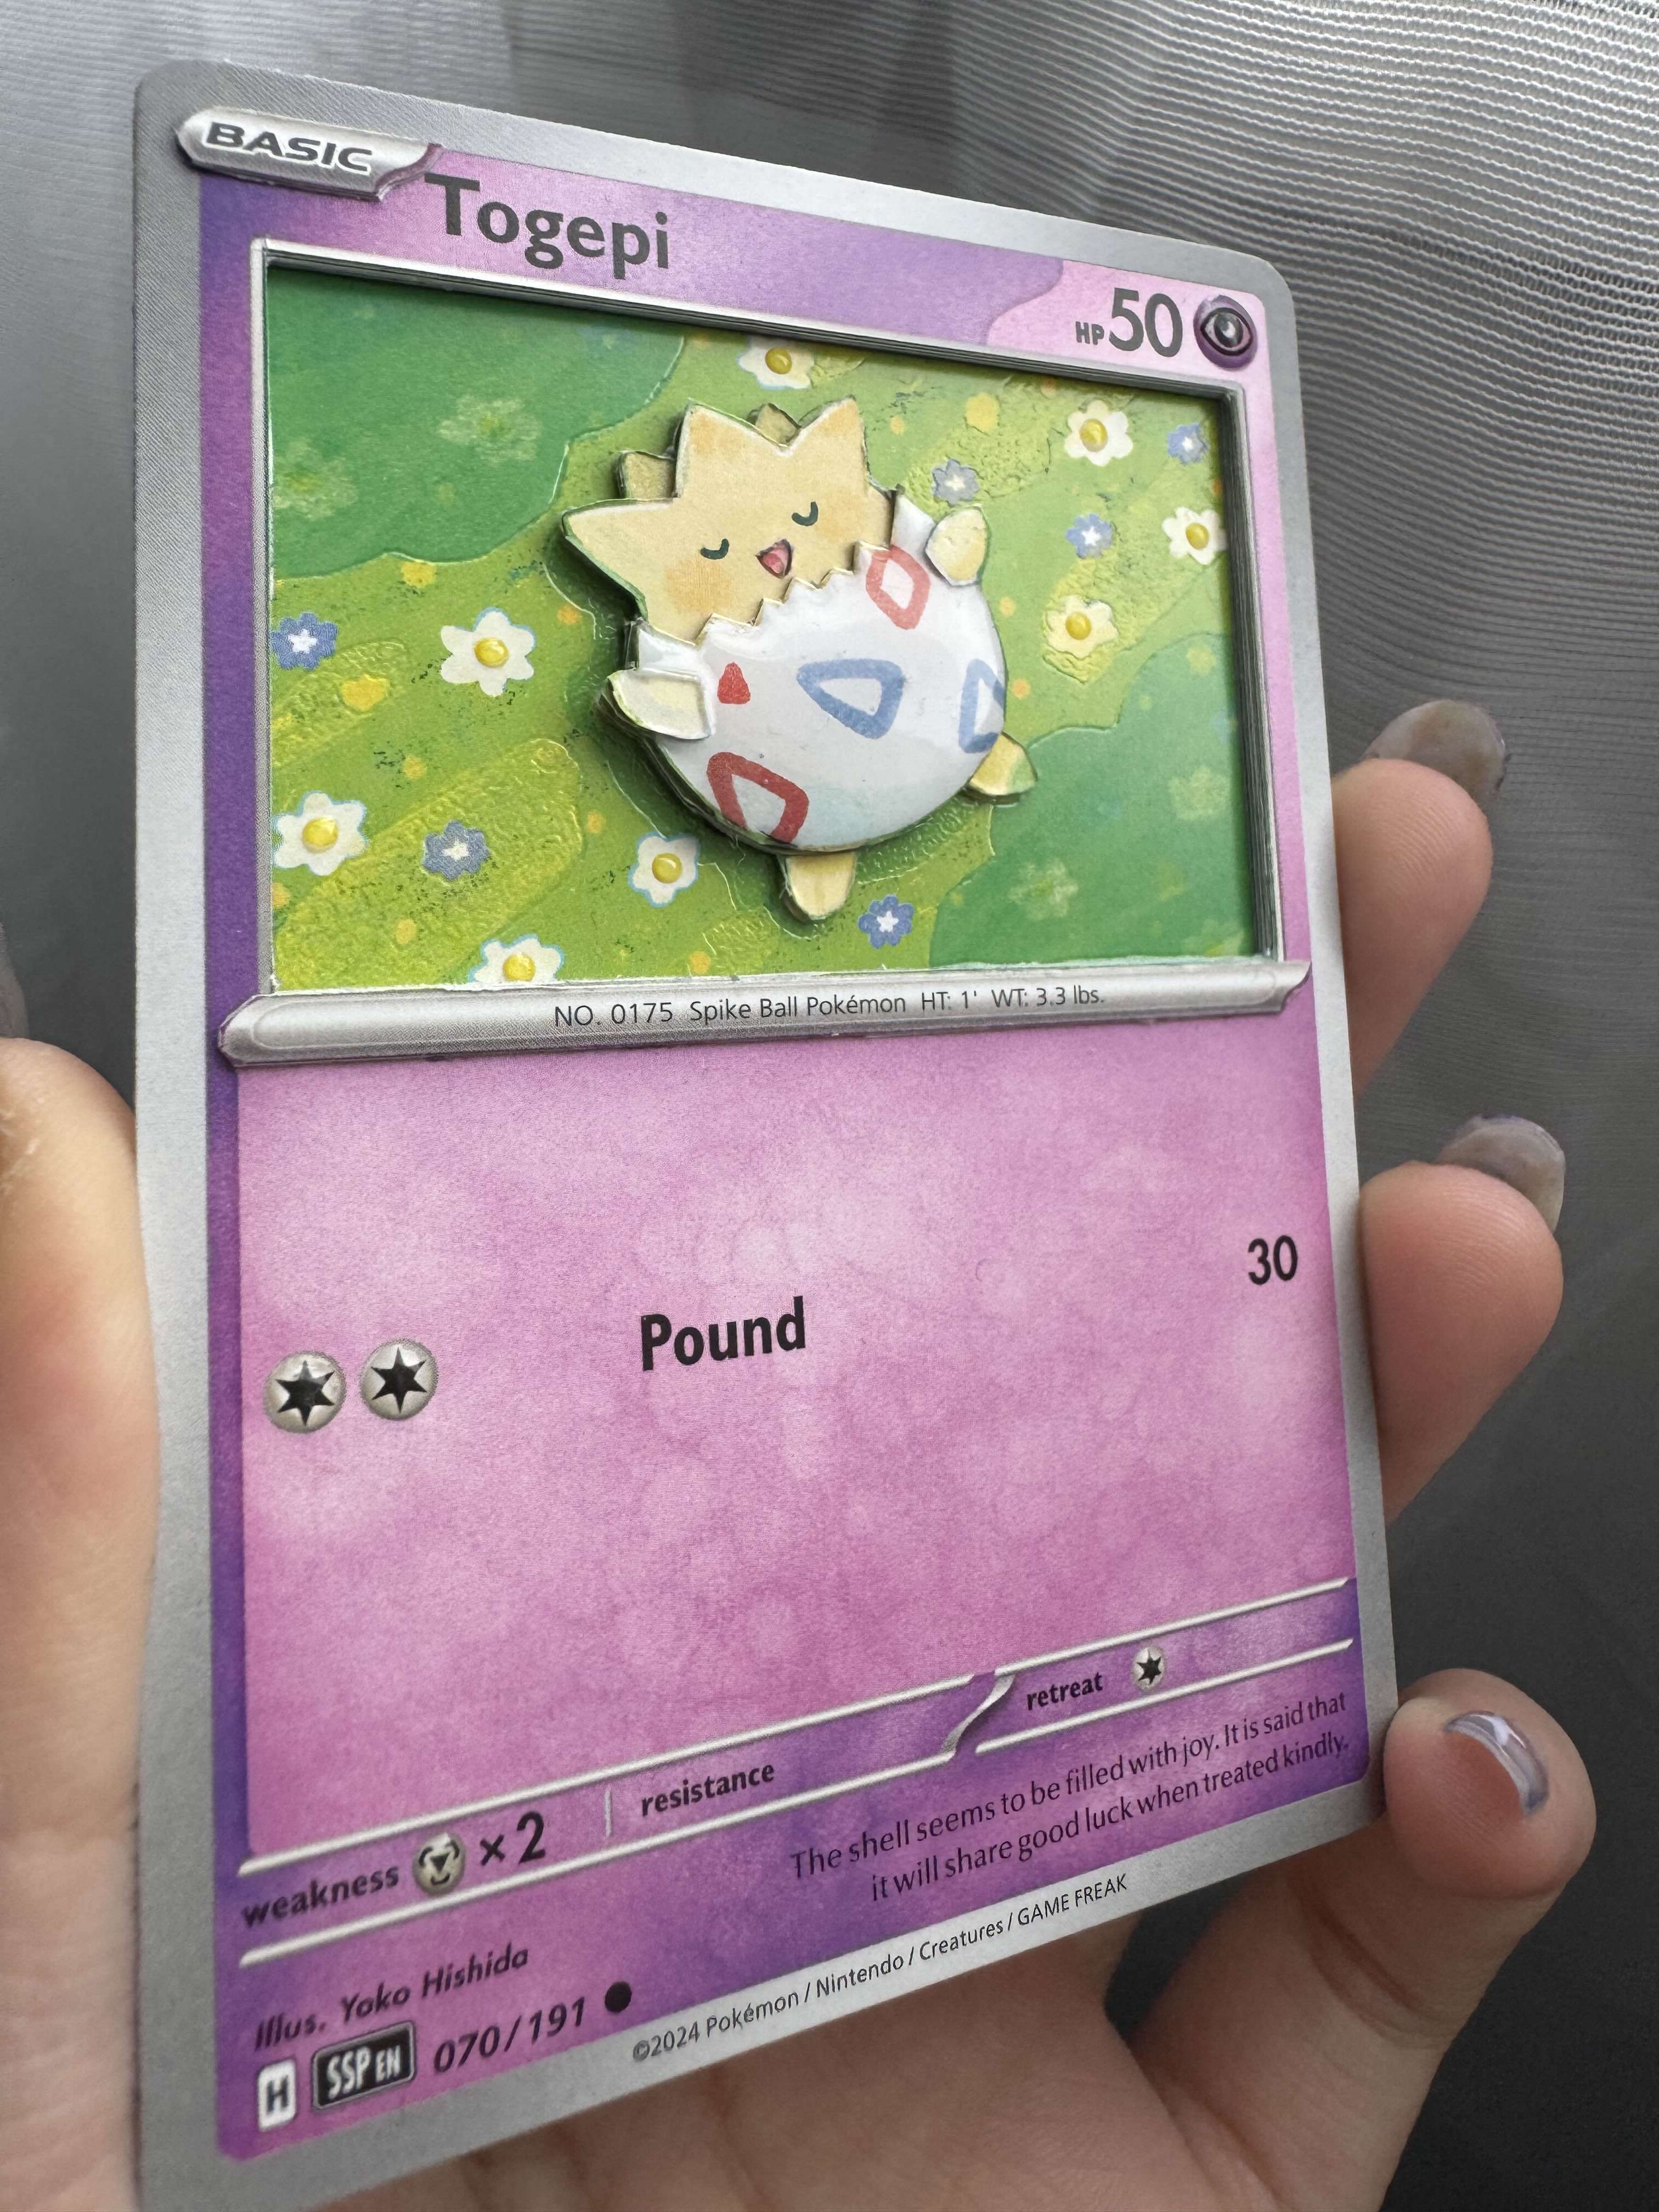 BASIC
Togepi
HP 50
NO. 0175 Spike Ball Pokémon HT: 1' WT: 3.3 lbs.
Pound 30
weakness ×2 resistance retreat
The shell seems to be filled with joy. It is said that
it will share good luck when treated kindly.
Illus. Yoko Hishida
H SSP EN 070/191
©2024 Pokémon / Nintendo / Creatures / GAME FREAK